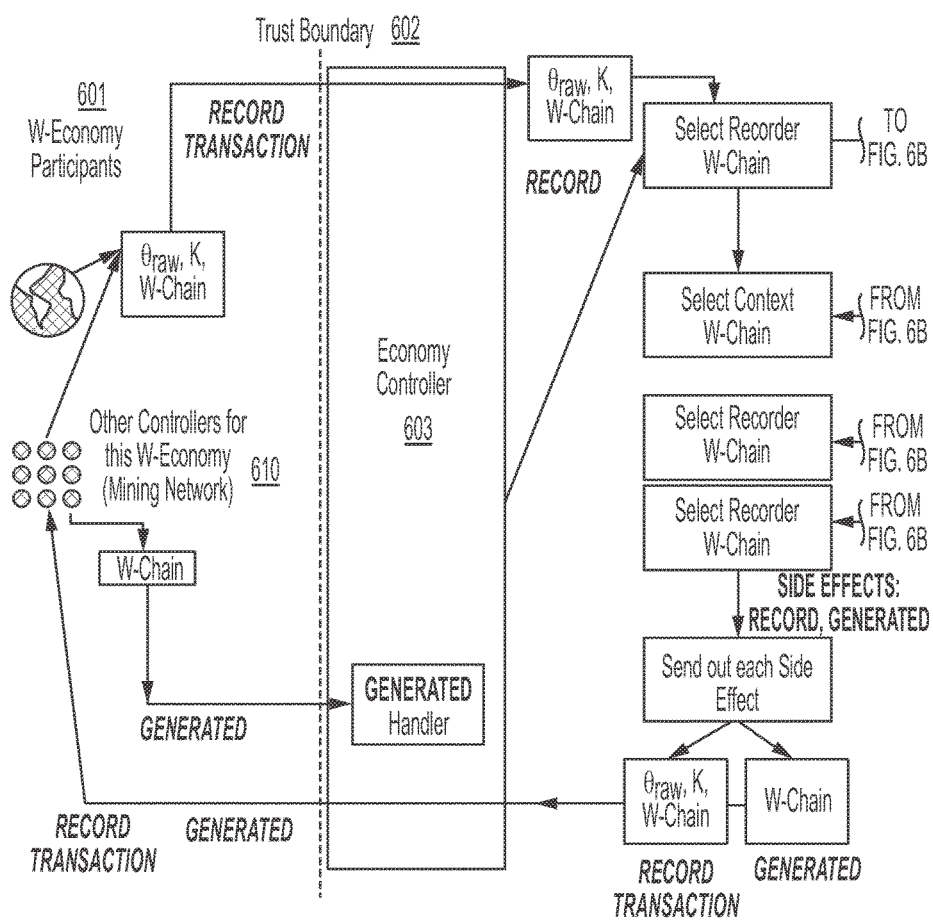 Trust Boundary 602
601
W-Economy
Participants
RECORD
TRANSACTION
θraw, K,
W-Chain
θraw, K,
W-Chain
RECORD
Select Recorder
W-Chain
TO
FIG. 6B
Select Context
W-Chain
FROM
FIG. 6B
Economy
Controller
603
Other Controllers for
this W-Economy
(Mining Network)
610
Select Recorder
W-Chain
FROM
FIG. 6B
Select Recorder
W-Chain
FROM
FIG. 6B
W-Chain
SIDE EFFECTS:
RECORD, GENERATED
Send out each Side
Effect
GENERATED
Handler
GENERATED
θraw, K,
W-Chain
W-Chain
RECORD
TRANSACTION
GENERATED
RECORD
TRANSACTION
GENERATED